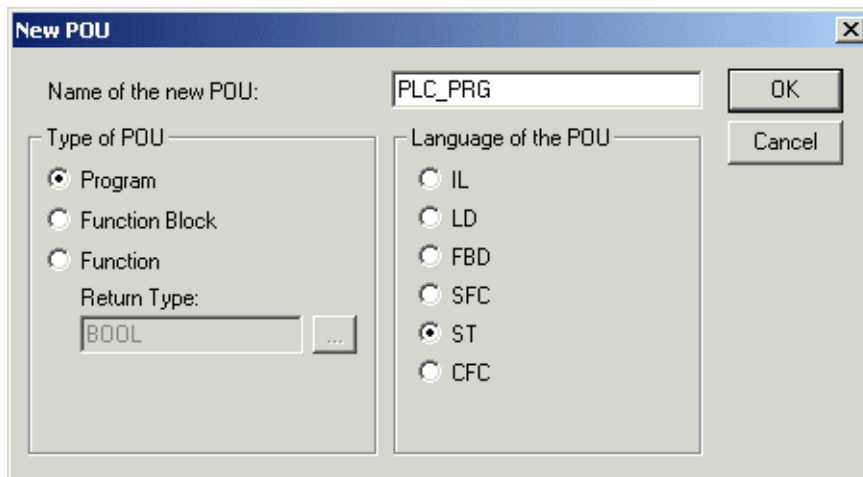 New POU
Name of the new POU:
PLC_PRG
OK
Cancel
Type of POU
Program
Function Block
Function
Return Type:
BOOL
...
Language of the POU
IL
LD
FBD
SFC
ST
CFC